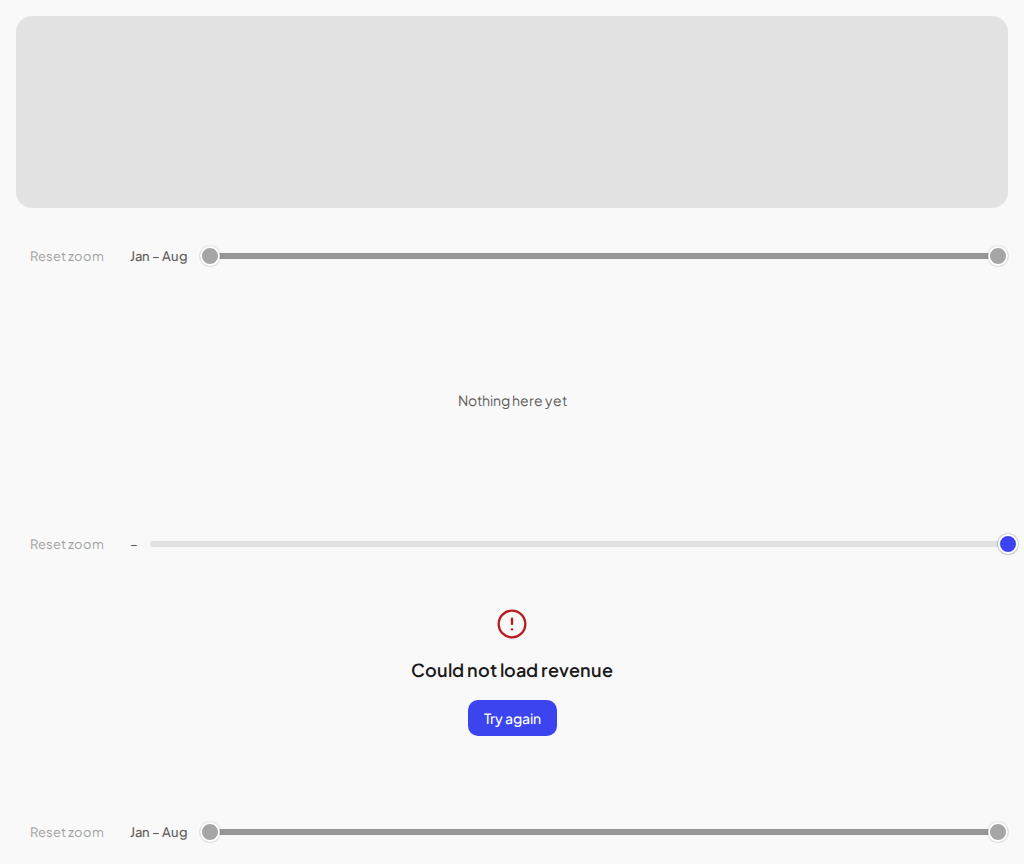 Reset zoom Jan – Aug
Nothing here yet
Reset zoom –
Could not load revenue
Try again
Reset zoom Jan – Aug